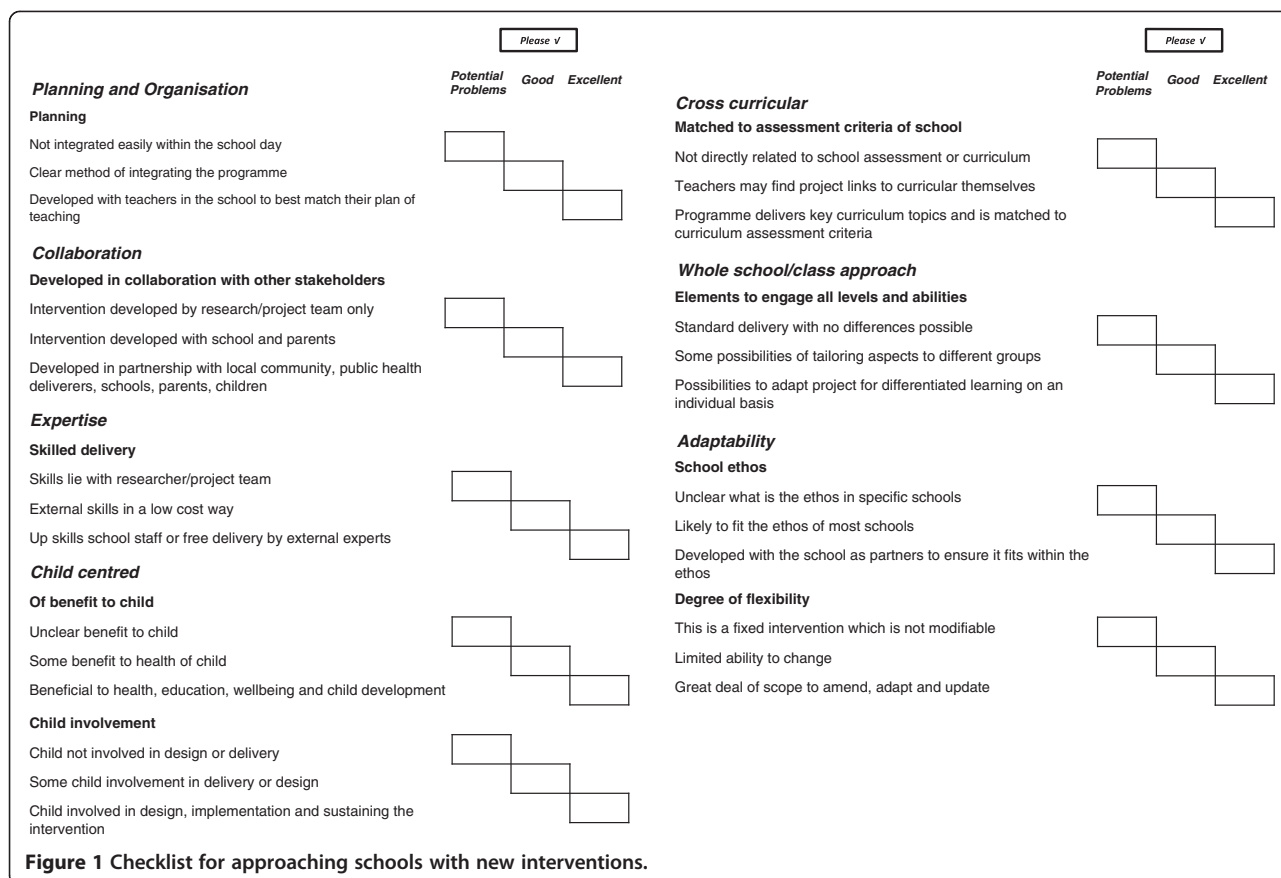 Please √
Potential Problems
Good
Excellent
Planning and Organisation
Planning
Not integrated easily within the school day
Clear method of integrating the programme
Developed with teachers in the school to best match their plan of
teaching
Collaboration
Developed in collaboration with other stakeholders
Intervention developed by research/project team only
Intervention developed with school and parents
Developed in partnership with local community, public health
deliverers, schools, parents, children
Expertise
Skilled delivery
Skills lie with researcher/project team
External skills in a low cost way
Up skills school staff or free delivery by external experts
Child centred
Of benefit to child
Unclear benefit to child
Some benefit to health of child
Beneficial to health, education, wellbeing and child development
Child involvement
Child not involved in design or delivery
Some child involvement in delivery or design
Child involved in design, implementation and sustaining the
intervention
Please √
Potential Problems
Good
Excellent
Cross curricular
Matched to assessment criteria of school
Not directly related to school assessment or curriculum
Teachers may find project links to curricular themselves
Programme delivers key curriculum topics and is matched to
curriculum assessment criteria
Whole school/class approach
Elements to engage all levels and abilities
Standard delivery with no differences possible
Some possibilities of tailoring aspects to different groups
Possibilities to adapt project for differentiated learning on an
individual basis
Adaptability
School ethos
Unclear what is the ethos in specific schools
Likely to fit the ethos of most schools
Developed with the school as partners to ensure it fits within the
ethos
Degree of flexibility
This is a fixed intervention which is not modifiable
Limited ability to change
Great deal of scope to amend, adapt and update
Figure 1 Checklist for approaching schools with new interventions.